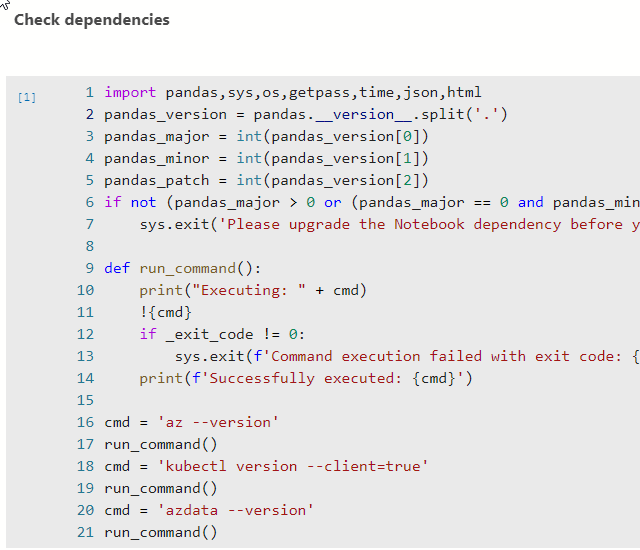 Check dependencies
[1]
1 import pandas,sys,os,getpass,time,json,html
2 pandas_version = pandas.__version__.split('.')
3 pandas_major = int(pandas_version[0])
4 pandas_minor = int(pandas_version[1])
5 pandas_patch = int(pandas_version[2])
6 if not (pandas_major > 0 or (pandas_major == 0 and pandas_min
7     sys.exit('Please upgrade the Notebook dependency before y
8
9 def run_command():
10     print("Executing: " + cmd)
11     !{cmd}
12     if _exit_code != 0:
13         sys.exit(f'Command execution failed with exit code: {
14     print(f'Successfully executed: {cmd}')
15
16 cmd = 'az --version'
17 run_command()
18 cmd = 'kubectl version --client=true'
19 run_command()
20 cmd = 'azdata --version'
21 run_command()